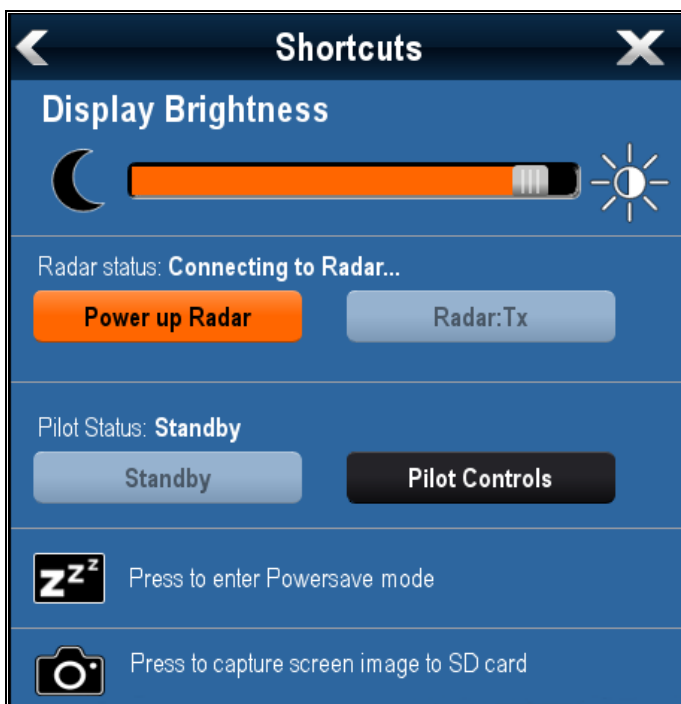 Shortcuts
Display Brightness
Radar status: Connecting to Radar...
Power up Radar
Radar:Tx
Pilot Status: Standby
Standby
Pilot Controls
zzz
Press to enter Powersave mode
Press to capture screen image to SD card